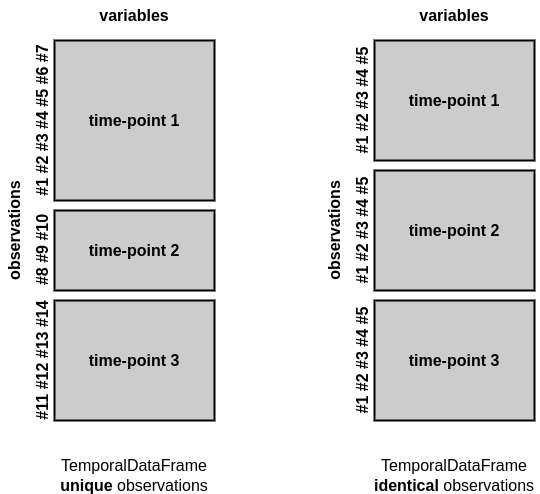 variables
observations
#1 #2 #3 #4 #5 #6 #7
time-point 1
#8 #9 #10
time-point 2
#11 #12 #13 #14
time-point 3
TemporalDataFrame
unique observations
variables
observations
#1 #2 #3 #4 #5
time-point 1
#1 #2 #3 #4 #5
time-point 2
#1 #2 #3 #4 #5
time-point 3
TemporalDataFrame
identical observations